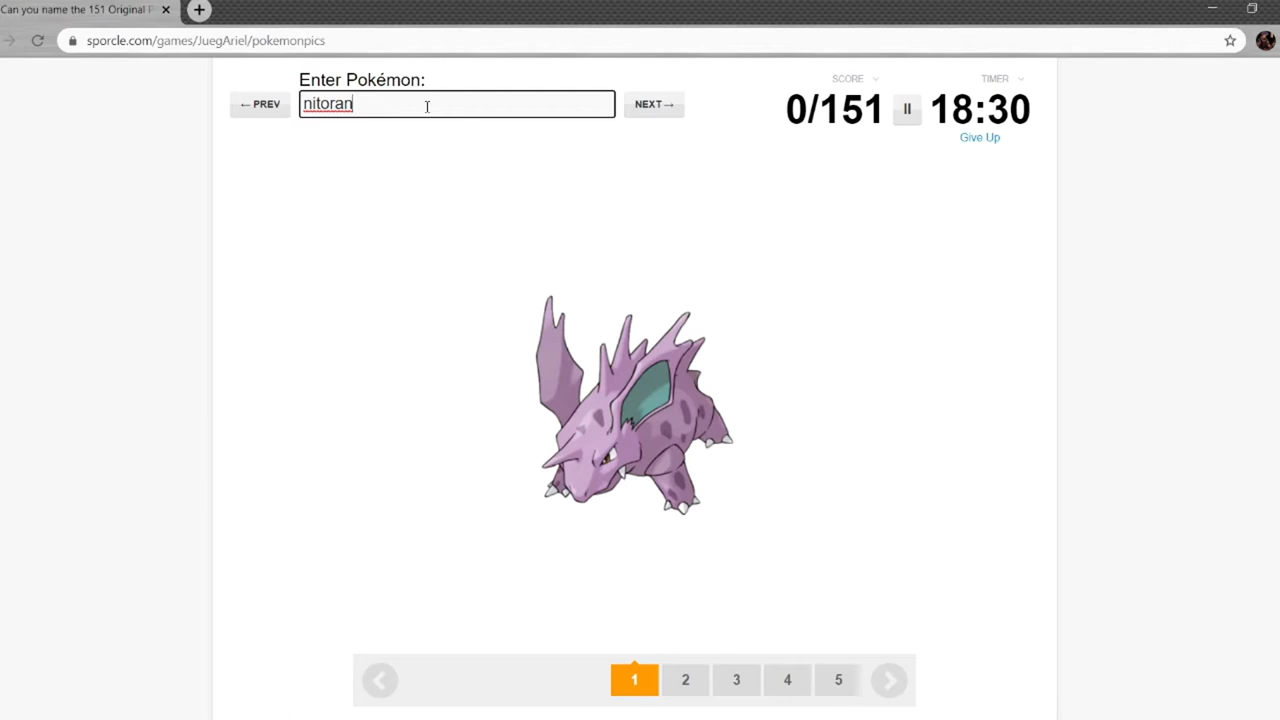 Can you name the 151 Original P
sporcle.com/games/JuegAriel/pokemonpics
Enter Pokémon:
←PREV
nitoran
NEXT→
SCORE
0/151
TIMER
18:30
Give Up
1
2
3
4
5